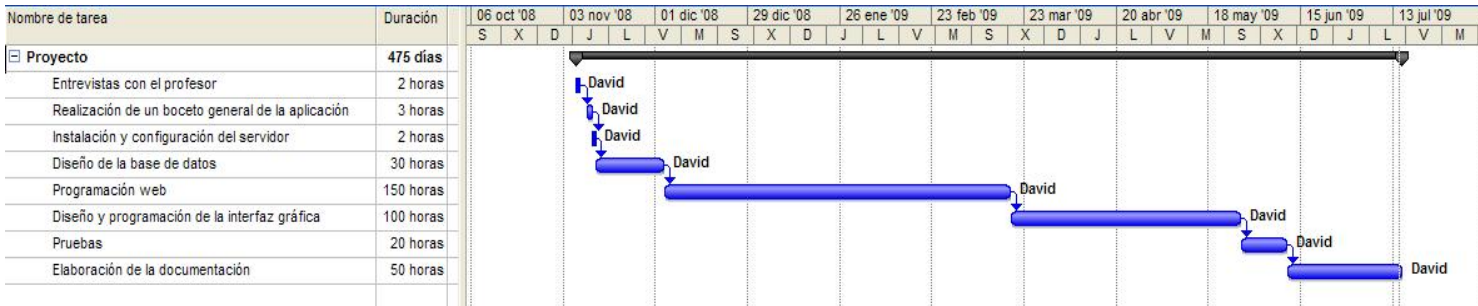 Nombre de tarea Duración 06 oct '08 03 nov '08 01 dic '08 29 dic '08 26 ene '09 23 feb '09 23 mar '09 20 abr '09 18 may '09 15 jun '09 13 jul '09
S X D J L V M S X D J L V M S X D J L V M S X D J L V M
Proyecto 475 días
Entrevistas con el profesor 2 horas David
Realización de un boceto general de la aplicación 3 horas David
Instalación y configuración del servidor 2 horas David
Diseño de la base de datos 30 horas David
Programación web 150 horas David
Diseño y programación de la interfaz gráfica 100 horas David
Pruebas 20 horas David
Elaboración de la documentación 50 horas David